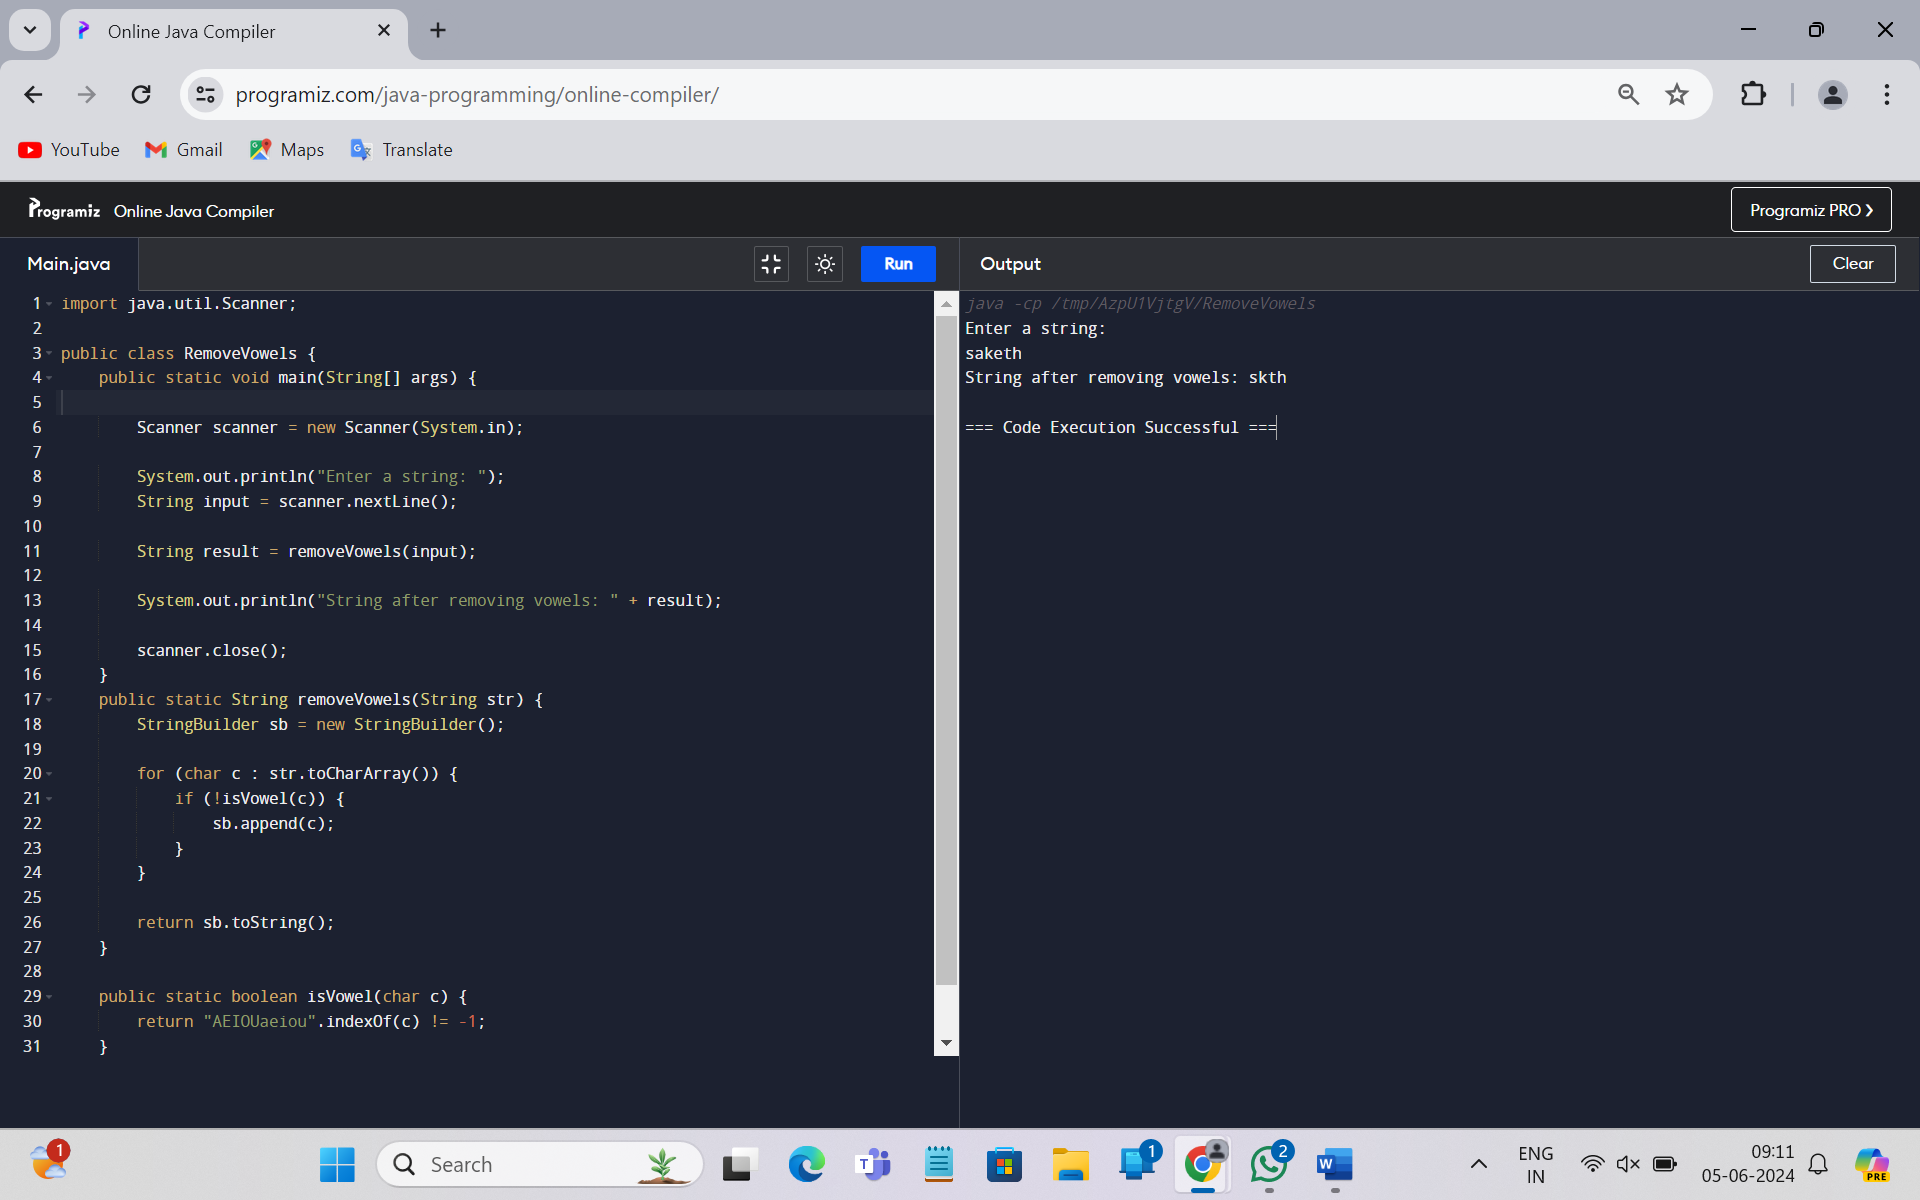 Online Java Compiler
programiz.com/java-programming/online-compiler/
YouTube Gmail Maps Translate
Programiz Online Java Compiler
Programiz PRO ❯
Main.java
Run
Output
Clear
1 import java.util.Scanner;
2
3 public class RemoveVowels {
4 public static void main(String[] args) {
5
6 Scanner scanner = new Scanner(System.in);
7
8 System.out.println("Enter a string: ");
9 String input = scanner.nextLine();
10
11 String result = removeVowels(input);
12
13 System.out.println("String after removing vowels: " + result);
14
15 scanner.close();
16 }
17 public static String removeVowels(String str) {
18 StringBuilder sb = new StringBuilder();
19
20 for (char c : str.toCharArray()) {
21 if (!isVowel(c)) {
22 sb.append(c);
23 }
24 }
25
26 return sb.toString();
27 }
28
29 public static boolean isVowel(char c) {
30 return "AEIOUaeiou".indexOf(c) != -1;
31 }
java -cp /tmp/AzpU1VjtgV/RemoveVowels
Enter a string:
saketh
String after removing vowels: skth
=== Code Execution Successful ===
1
Search
T
1
2
W
ENG
IN
09:11
05-06-2024
PRE